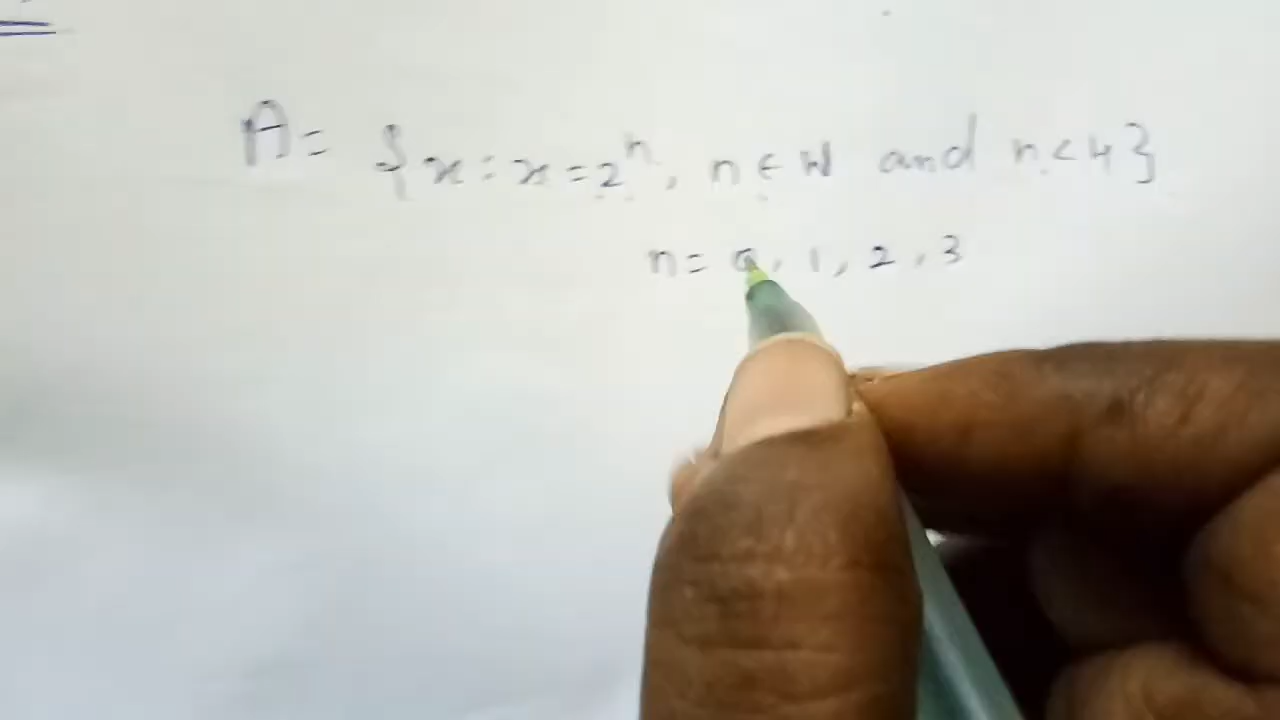 A = {x : x = 2ⁿ, n ∈ W and n < 4}
n = 0, 1, 2, 3